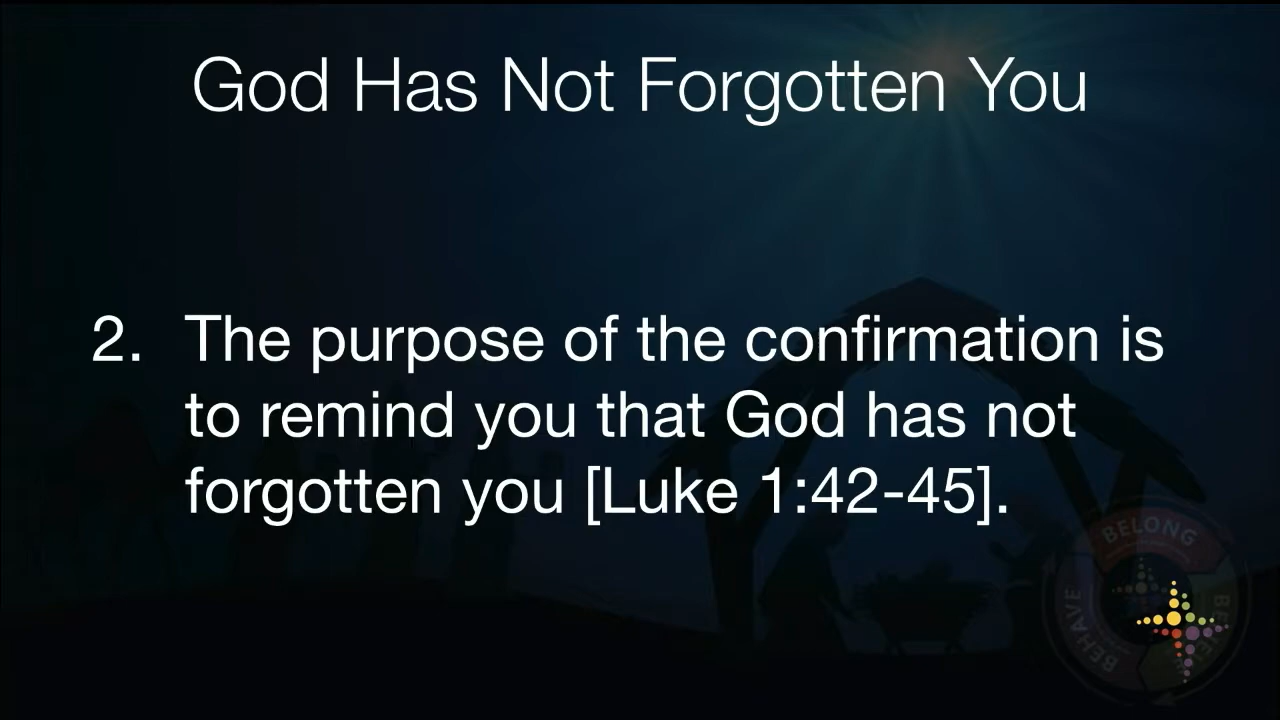 God Has Not Forgotten You
2. The purpose of the confirmation is
to remind you that God has not
forgotten you [Luke 1:42-45].
BELONG
BEHAVE